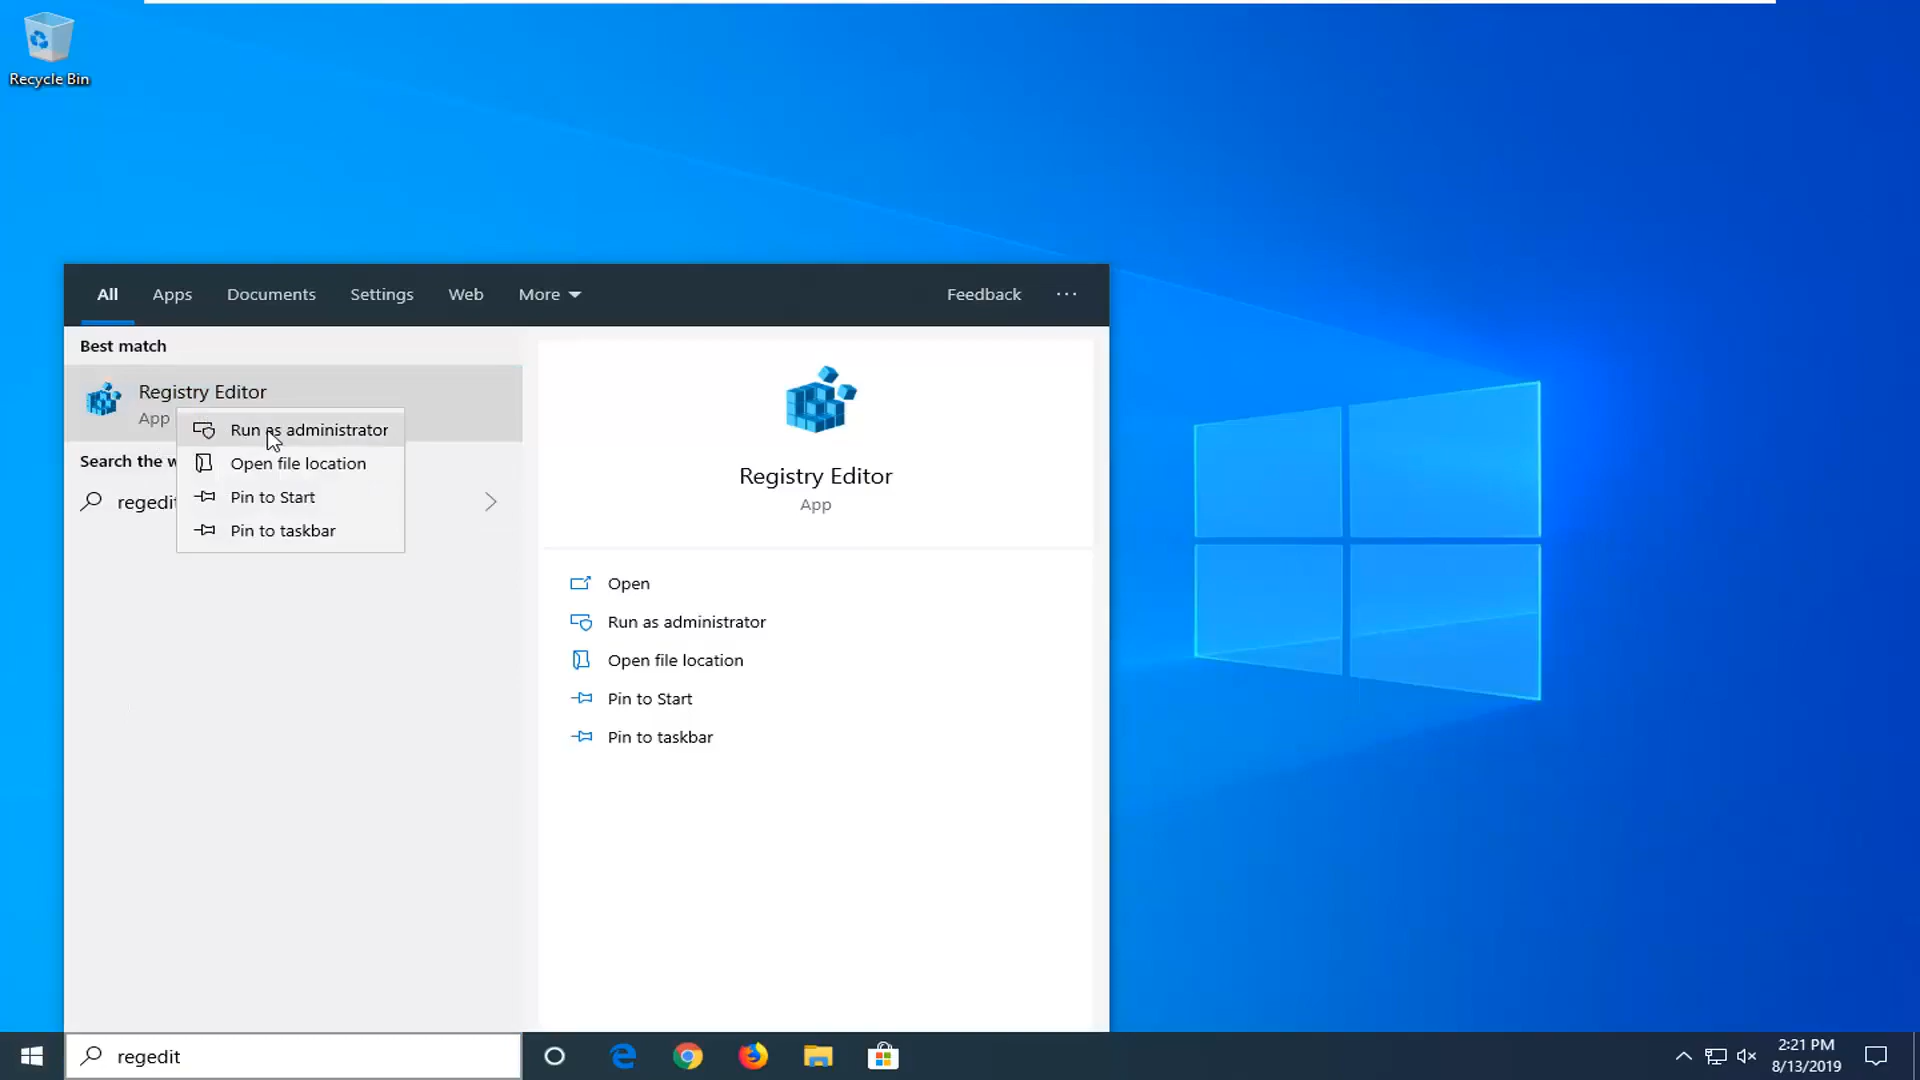 Recycle Bin
All Apps Documents Settings Web More Feedback ...
Best match
Registry Editor
App
Run as administrator
Open file location
Pin to Start
Pin to taskbar
Search the w
regedit
Registry Editor
App
Open
Run as administrator
Open file location
Pin to Start
Pin to taskbar
regedit
2:21 PM
8/13/2019